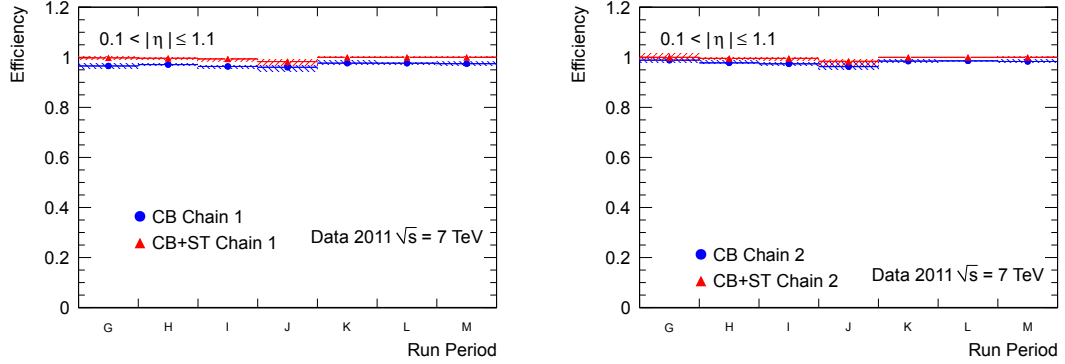 Efficiency
1.2
1
0.8
0.6
0.4
0.2
0
0.1 < | η | ≤ 1.1
CB Chain 1
CB+ST Chain 1
Data 2011 √s = 7 TeV
G H I J K L M
Run Period
Efficiency
1.2
1
0.8
0.6
0.4
0.2
0
0.1 < | η | ≤ 1.1
CB Chain 2
CB+ST Chain 2
Data 2011 √s = 7 TeV
G H I J K L M
Run Period